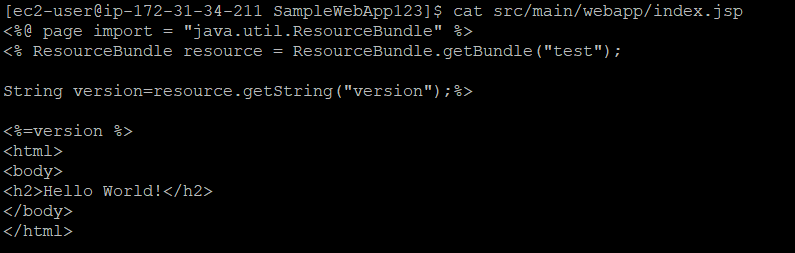 [ec2-user@ip-172-31-34-211 SampleWebApp123]$ cat src/main/webapp/index.jsp
<%@ page import = "java.util.ResourceBundle" %>
<% ResourceBundle resource = ResourceBundle.getBundle("test");
String version=resource.getString("version");%>
<%=version %>
<html>
<body>
<h2>Hello World!</h2>
</body>
</html>